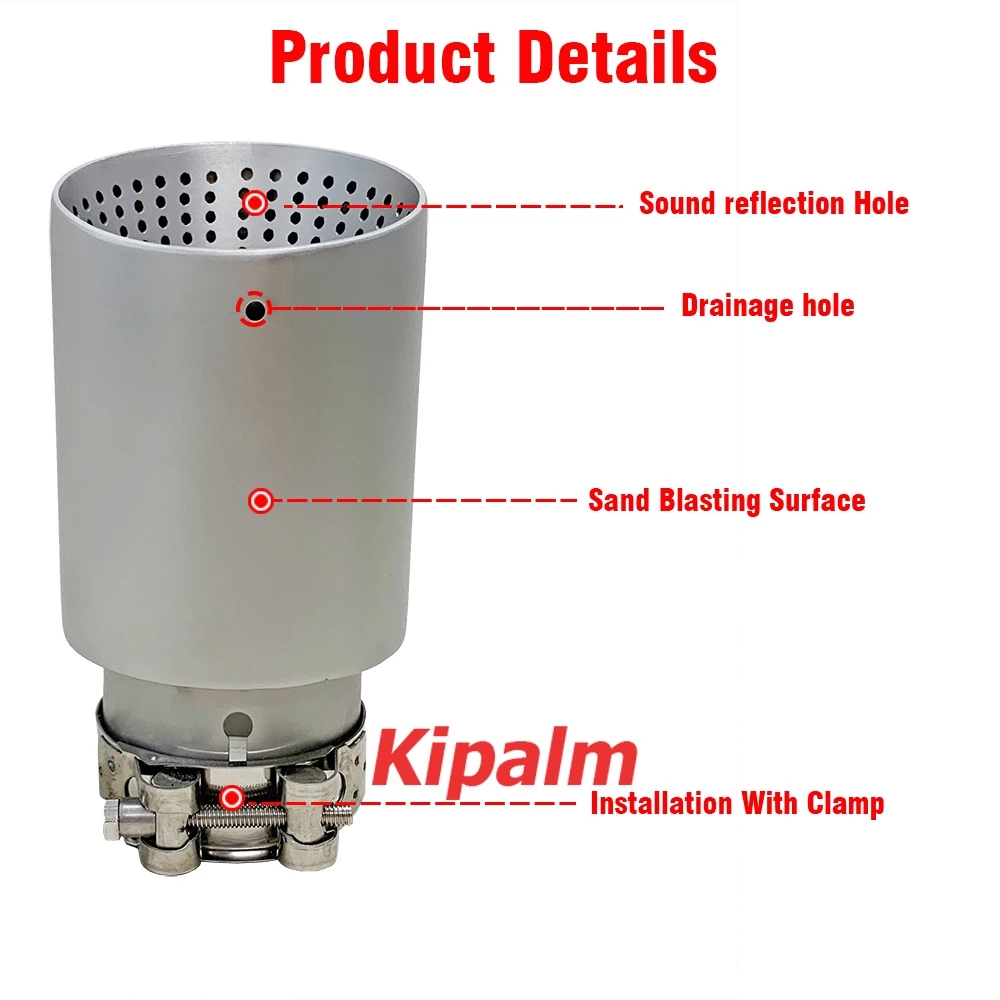 Product Details
Sound reflection Hole
Drainage hole
Sand Blasting Surface
Kipalm
Installation With Clamp